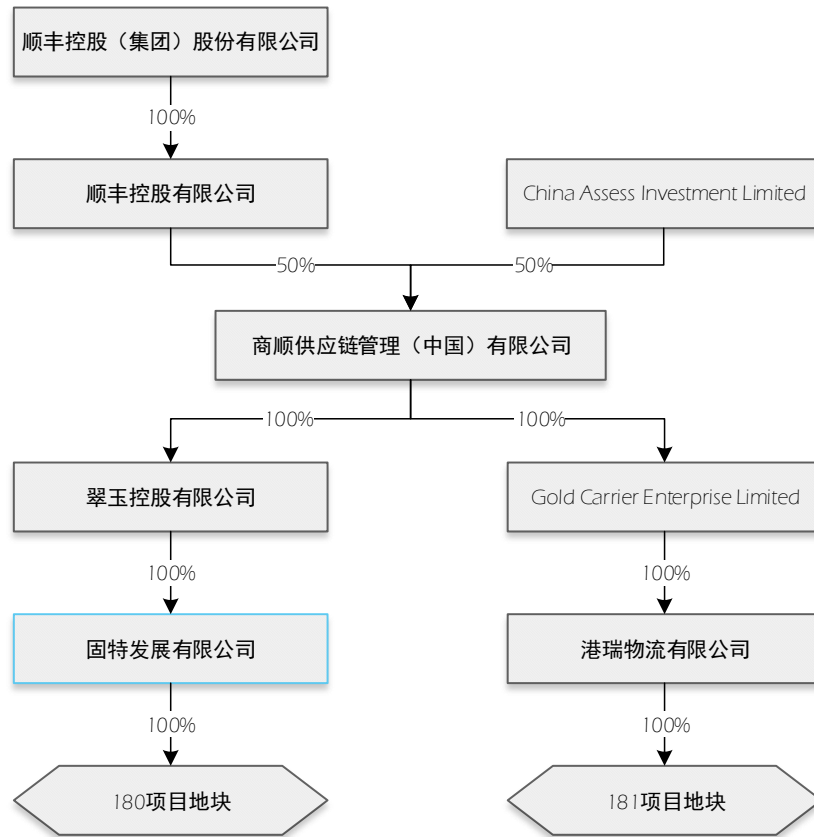 顺丰控股（集团）股份有限公司
100%
顺丰控股有限公司
China Assess Investment Limited
50%
50%
商顺供应链管理（中国）有限公司
100%
100%
翠玉控股有限公司
Gold Carrier Enterprise Limited
100%
100%
固特发展有限公司
港瑞物流有限公司
100%
100%
180项目地块
181项目地块